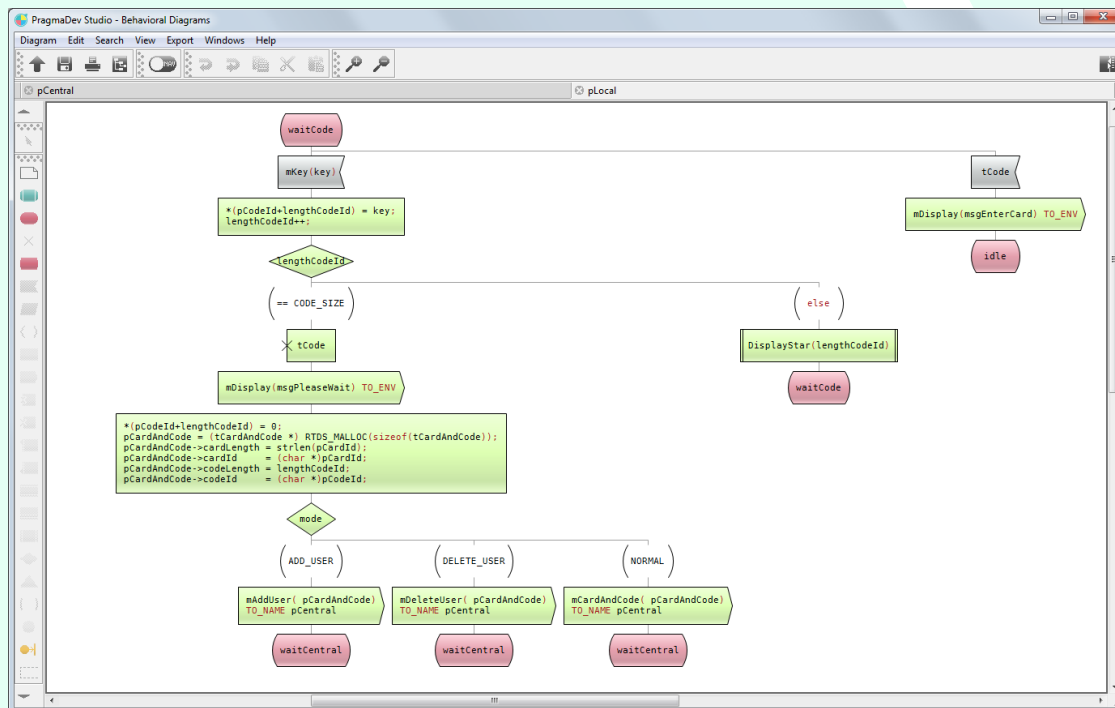 PragmaDev Studio - Behavioral Diagrams
Diagram Edit Search View Export Windows Help
pCentral
pLocal
waitCode
mKey(key)
tCode
*(pCodeId+lengthCodeId) = key;
lengthCodeId++;
mDisplay(msgEnterCard) TO_ENV
lengthCodeId
idle
== CODE_SIZE
else
tCode
DisplayStar(lengthCodeId)
mDisplay(msgPleaseWait) TO_ENV
waitCode
*(pCodeId+lengthCodeId) = 0;
pCardAndCode = (tCardAndCode *) RTDS_MALLOC(sizeof(tCardAndCode));
pCardAndCode->cardLength = strlen(pCardId);
pCardAndCode->cardId = (char *)pCardId;
pCardAndCode->codeLength = lengthCodeId;
pCardAndCode->codeId = (char *)pCodeId;
mode
ADD_USER
DELETE_USER
NORMAL
mAddUser( pCardAndCode)
TO_NAME pCentral
mDeleteUser( pCardAndCode)
TO_NAME pCentral
mCardAndCode( pCardAndCode)
TO_NAME pCentral
waitCentral
waitCentral
waitCentral